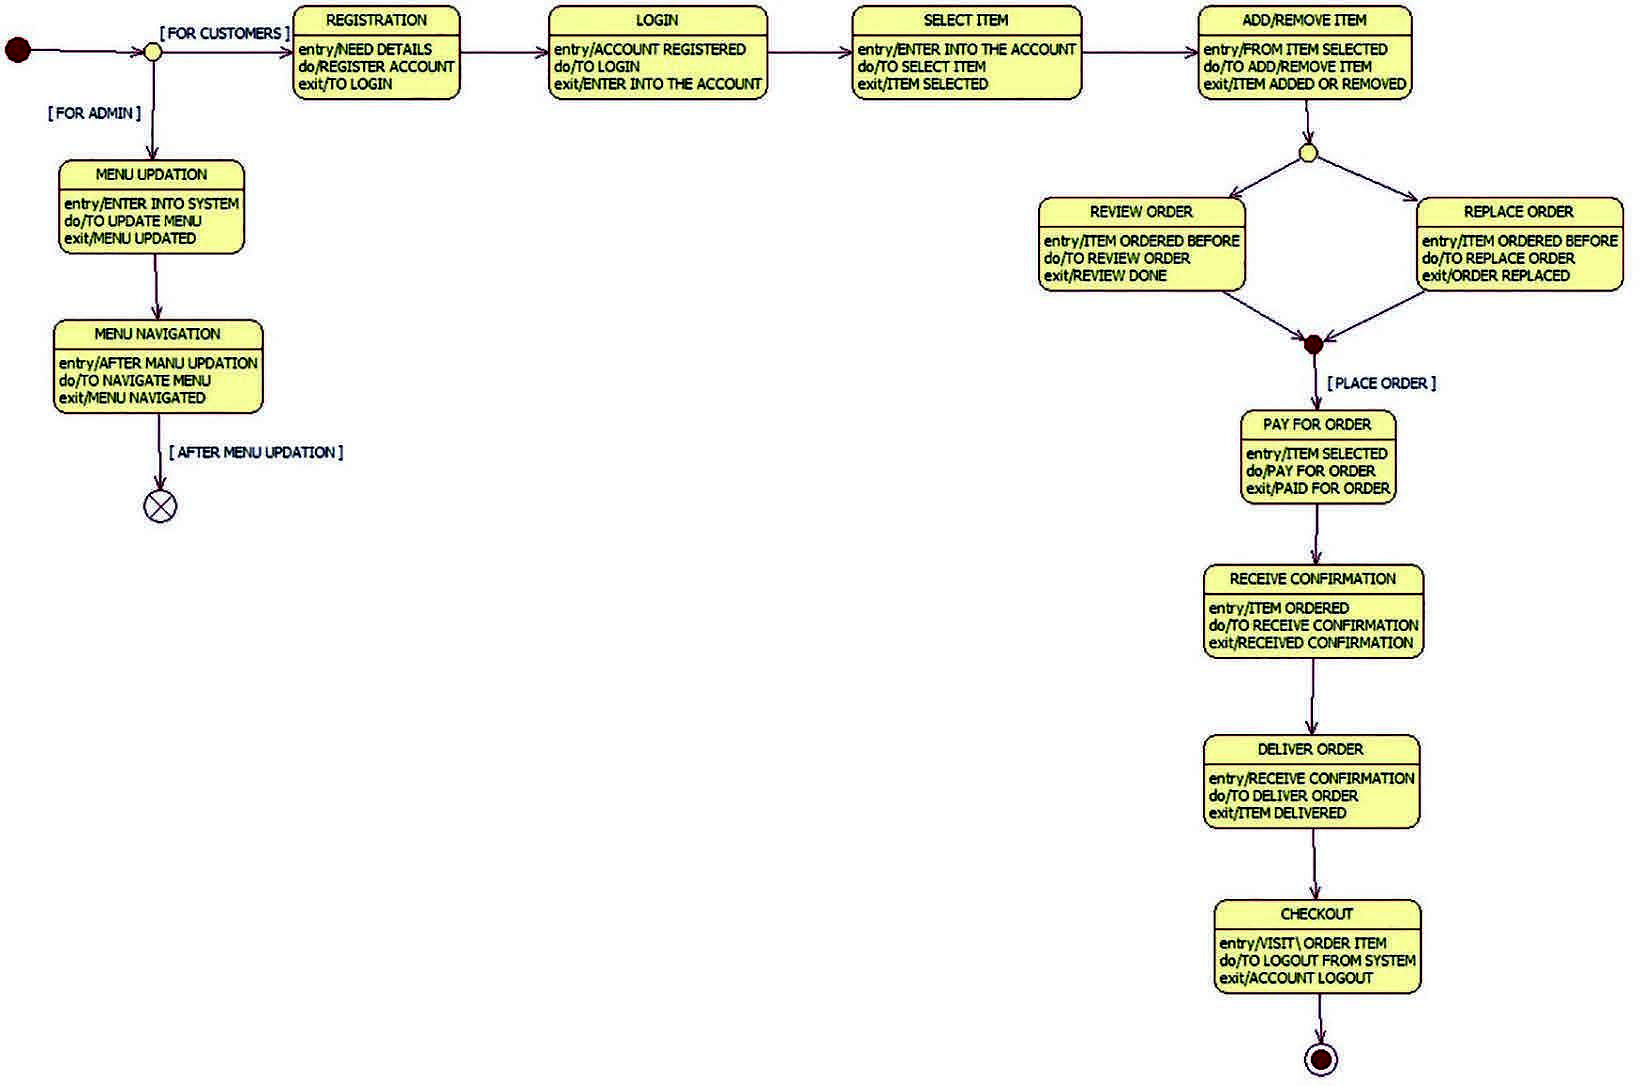 [ FOR CUSTOMERS ]
REGISTRATION
entry/NEED DETAILS
do/REGISTER ACCOUNT
exit/TO LOGIN
LOGIN
entry/ACCOUNT REGISTERED
do/TO LOGIN
exit/ENTER INTO THE ACCOUNT
SELECT ITEM
entry/ENTER INTO THE ACCOUNT
do/TO SELECT ITEM
exit/ITEM SELECTED
ADD/REMOVE ITEM
entry/FROM ITEM SELECTED
do/TO ADD/REMOVE ITEM
exit/ITEM ADDED OR REMOVED
[ FOR ADMIN ]
MENU UPDATION
entry/ENTER INTO SYSTEM
do/TO UPDATE MENU
exit/MENU UPDATED
MENU NAVIGATION
entry/AFTER MANU UPDATION
do/TO NAVIGATE MENU
exit/MENU NAVIGATED
[ AFTER MENU UPDATION ]
REVIEW ORDER
entry/ITEM ORDERED BEFORE
do/TO REVIEW ORDER
exit/REVIEW DONE
REPLACE ORDER
entry/ITEM ORDERED BEFORE
do/TO REPLACE ORDER
exit/ORDER REPLACED
[ PLACE ORDER ]
PAY FOR ORDER
entry/ITEM SELECTED
do/PAY FOR ORDER
exit/PAID FOR ORDER
RECEIVE CONFIRMATION
entry/ITEM ORDERED
do/TO RECEIVE CONFIRMATION
exit/RECEIVED CONFIRMATION
DELIVER ORDER
entry/RECEIVE CONFIRMATION
do/TO DELIVER ORDER
exit/ITEM DELIVERED
CHECKOUT
entry/VISIT\ ORDER ITEM
do/TO LOGOUT FROM SYSTEM
exit/ACCOUNT LOGOUT